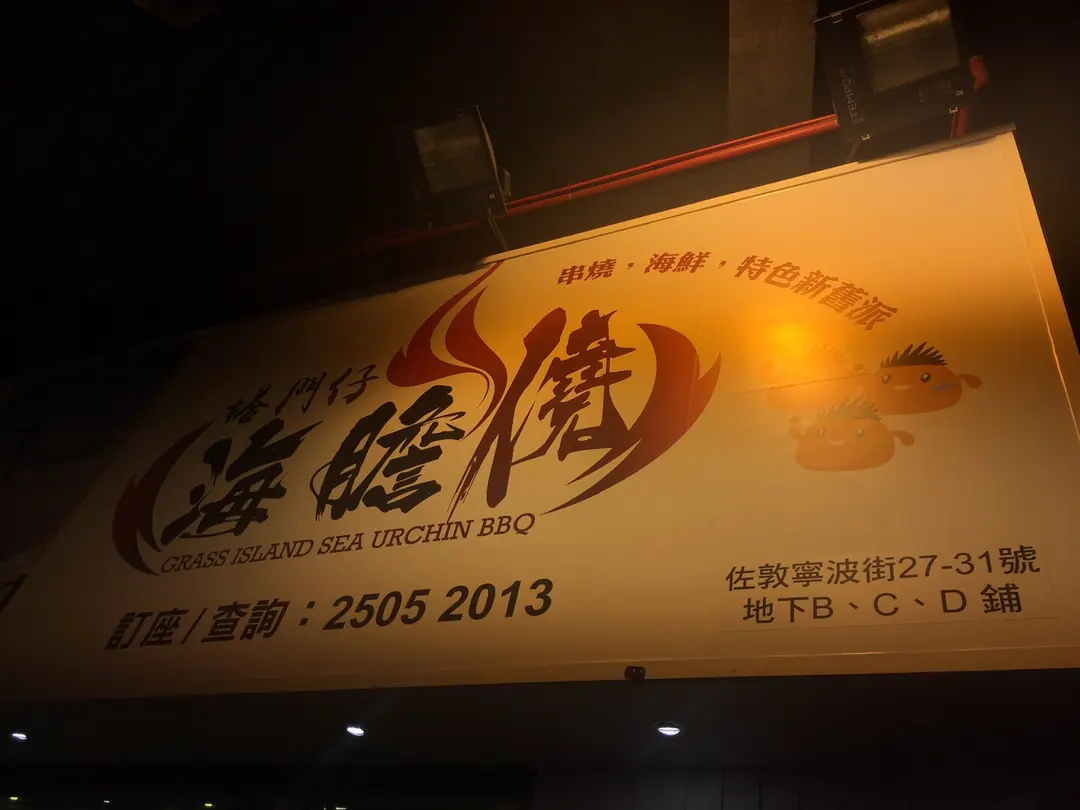 串燒，海鮮，特色新舊派
塔門仔
海膽燒
GRASS ISLAND SEA URCHIN BBQ
訂座/查詢：2505 2013
佐敦寧波街27-31號
地下B、C、D 鋪